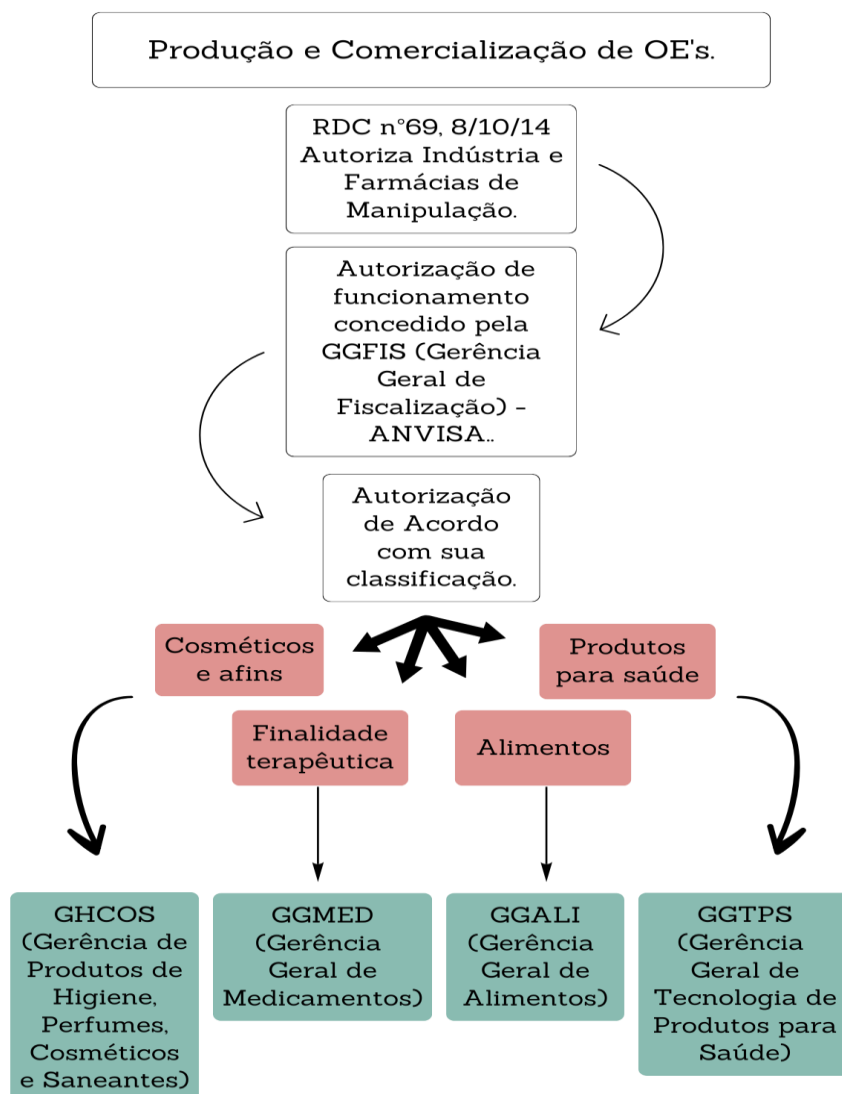 Produção e Comercialização de OE's.
RDC n°69, 8/10/14
Autoriza Indústria e
Farmácias de
Manipulação.
Autorização de
funcionamento
concedido pela
GGFIS (Gerência
Geral de
Fiscalização) -
ANVISA..
Autorização
de Acordo
com sua
classificação.
Cosméticos
e afins
Produtos
para saúde
Finalidade
terapêutica
Alimentos
GHCOS
(Gerência de
Produtos de
Higiene,
Perfumes,
Cosméticos
e Saneantes)
GGMED
(Gerência
Geral de
Medicamentos)
GGALI
(Gerência
Geral de
Alimentos)
GGTPS
(Gerência
Geral de
Tecnologia de
Produtos para
Saúde)